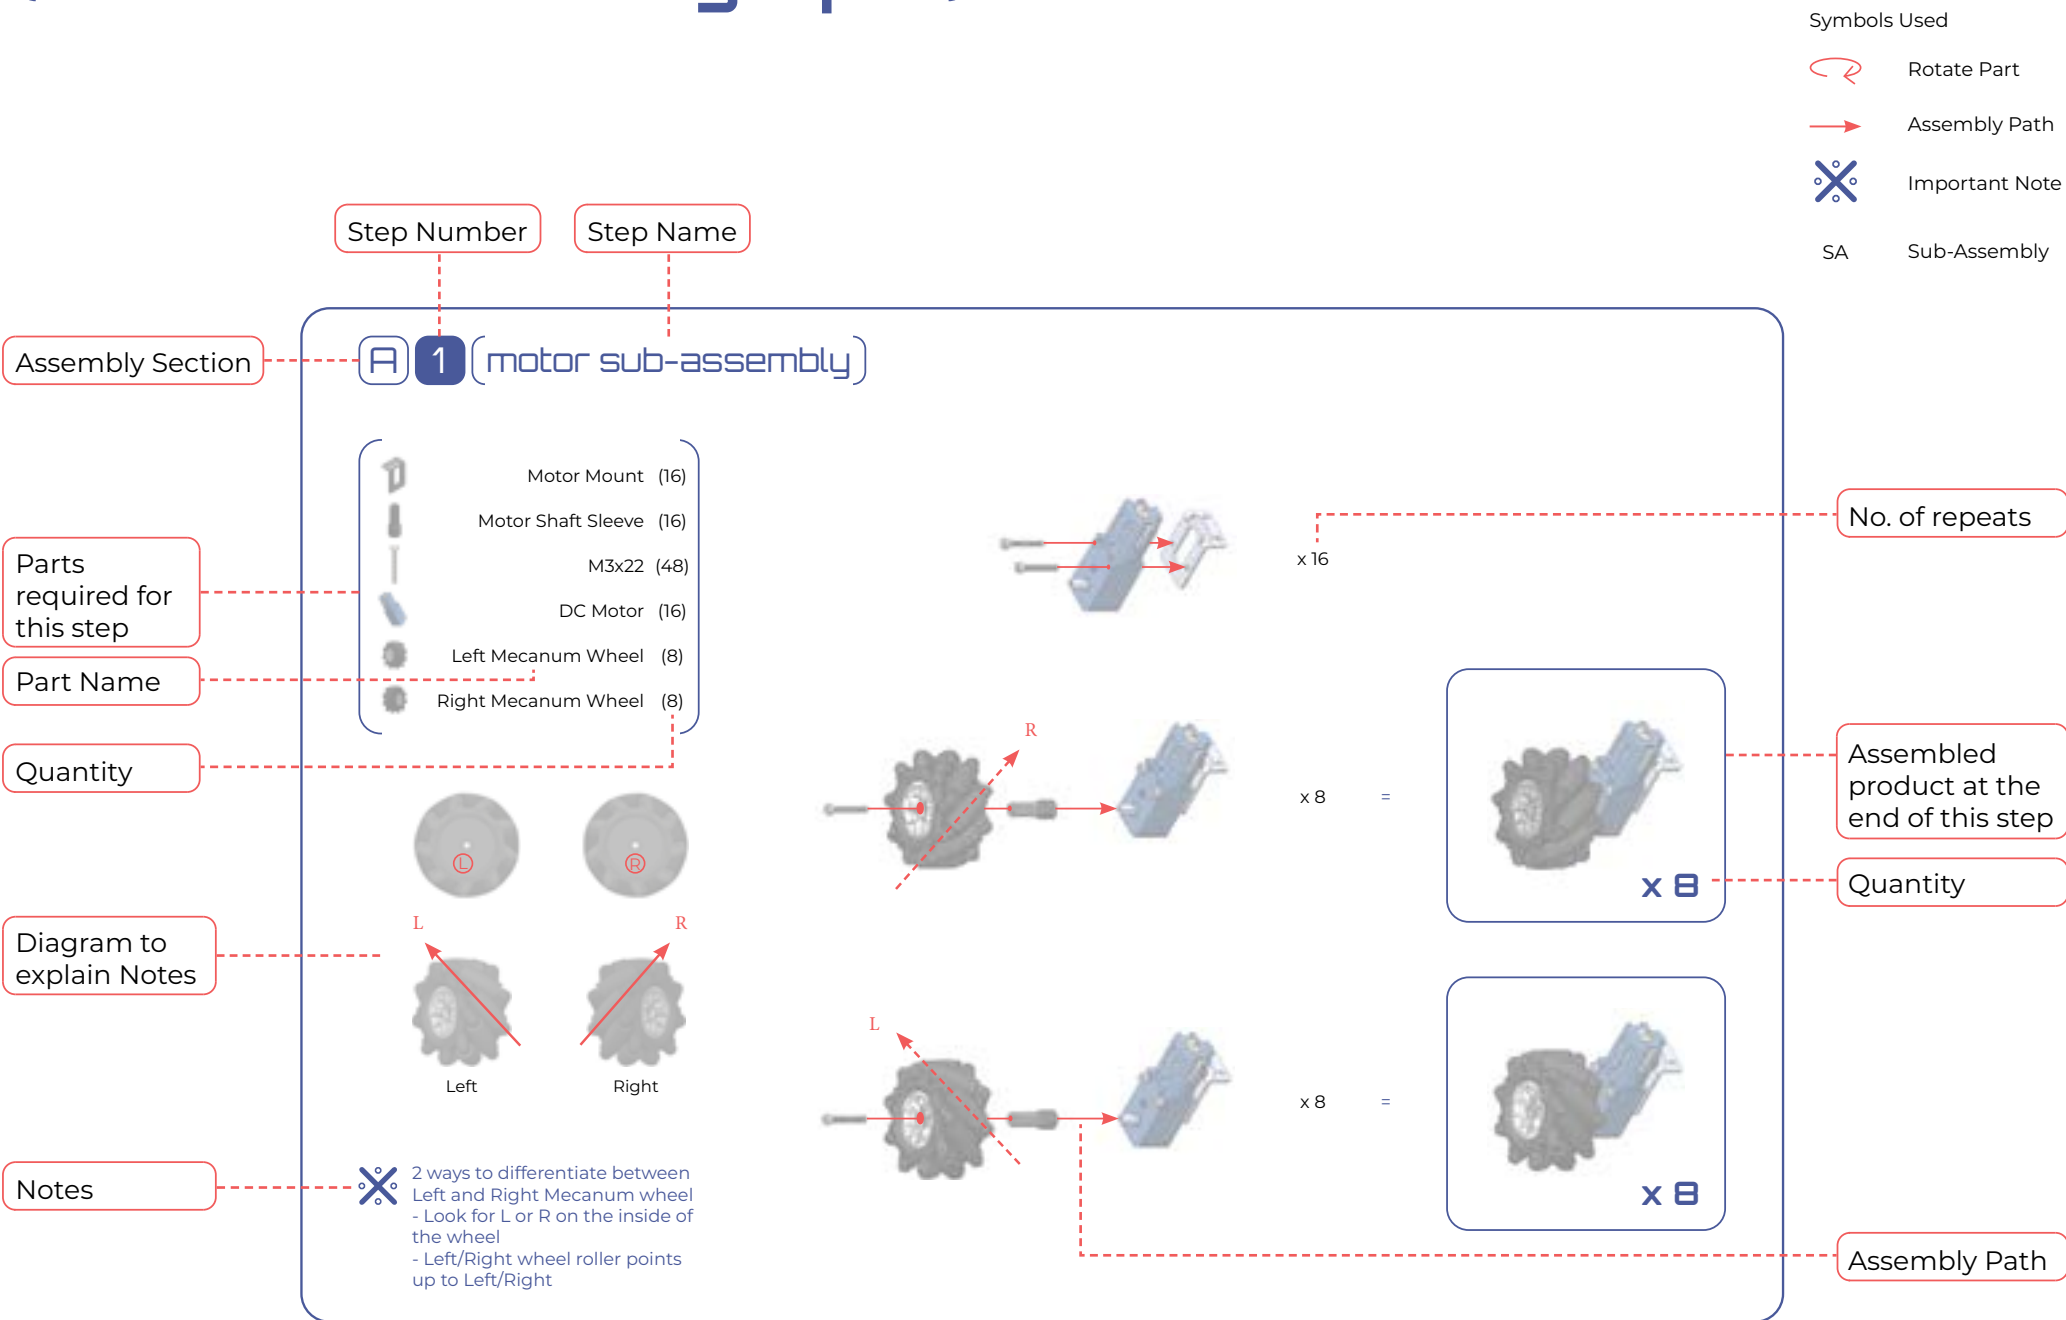 Symbols Used
Rotate Part
Assembly Path
Important Note
SA Sub-Assembly
Step Number
Step Name
Assembly Section
A 1 (motor sub-assembly)
Motor Mount (16)
Motor Shaft Sleeve (16)
M3x22 (48)
DC Motor (16)
Left Mecanum Wheel (8)
Right Mecanum Wheel (8)
Parts
required for
this step
Part Name
Quantity
L
R
L
R
Left
Right
Diagram to
explain Notes
Notes
2 ways to differentiate between
Left and Right Mecanum wheel
- Look for L or R on the inside of
the wheel
- Left/Right wheel roller points
up to Left/Right
x 16
No. of repeats
R
x 8 =
x 8
Assembled
product at the
end of this step
Quantity
L
x 8 =
x 8
Assembly Path